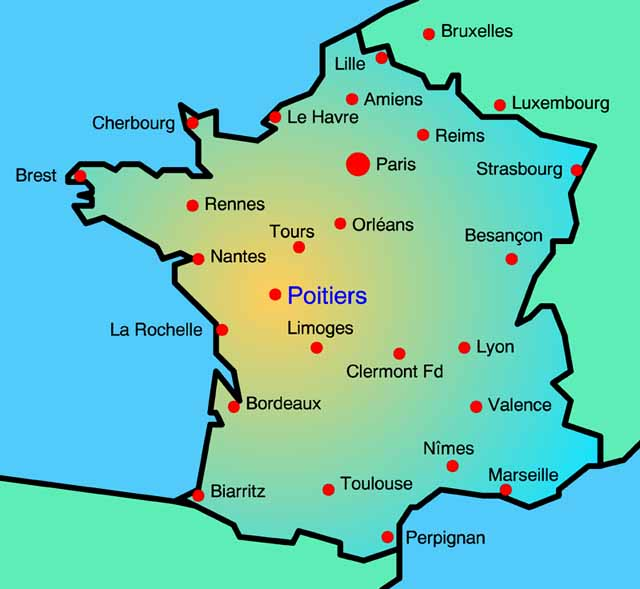 Bruxelles
Lille
Amiens
Luxembourg
Le Havre
Cherbourg
Reims
Paris
Strasbourg
Brest
Rennes
Orléans
Tours
Besançon
Nantes
Poitiers
La Rochelle
Limoges
Lyon
Clermont Fd
Bordeaux
Valence
Nîmes
Marseille
Toulouse
Biarritz
Perpignan